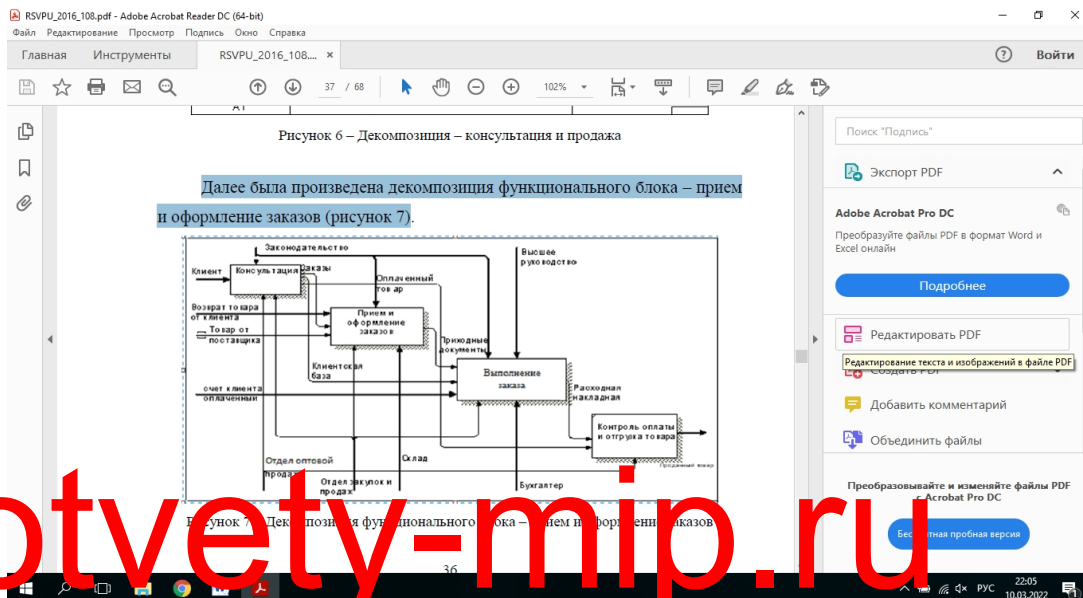 RSVPU_2016_108.pdf - Adobe Acrobat Reader DC (64-bit)
Файл Редактирование Просмотр Подпись Окно Справка
Главная Инструменты RSVPU_2016_108.... × Войти
37 / 68 102%
A1
Рисунок 6 – Декомпозиция – консультация и продажа
Далее была произведена декомпозиция функционального блока – прием
и оформление заказов (рисунок 7).
Законодательство
Высшее
руководство
Клиент
Консультация
Заказы
Оплаченный
товар
Возврат товара
от клиента
Прием и
оформление
заказов
Товар от
поставщика
Приходные
документы
Клиентская
база
Выполнение
заказа
счет клиента
оплаченный
Расходная
накладная
Контроль оплаты
и отгрузка товара
Проданный товар
Отдел оптовой
Склад
Отдел закупок и
продаж
Бухгалтер
36
Поиск "Подпись"
Экспорт PDF
Adobe Acrobat Pro DC
Преобразуйте файлы PDF в формат Word и
Excel онлайн
Подробнее
Редактировать PDF
Редактирование текста и изображений в файле PDF
Создать PDF
Добавить комментарий
Объединить файлы
Преобразовывайте и изменяйте файлы PDF
с Acrobat Pro DC
otvety-mip.ru
РУС
22:05
10.03.2022